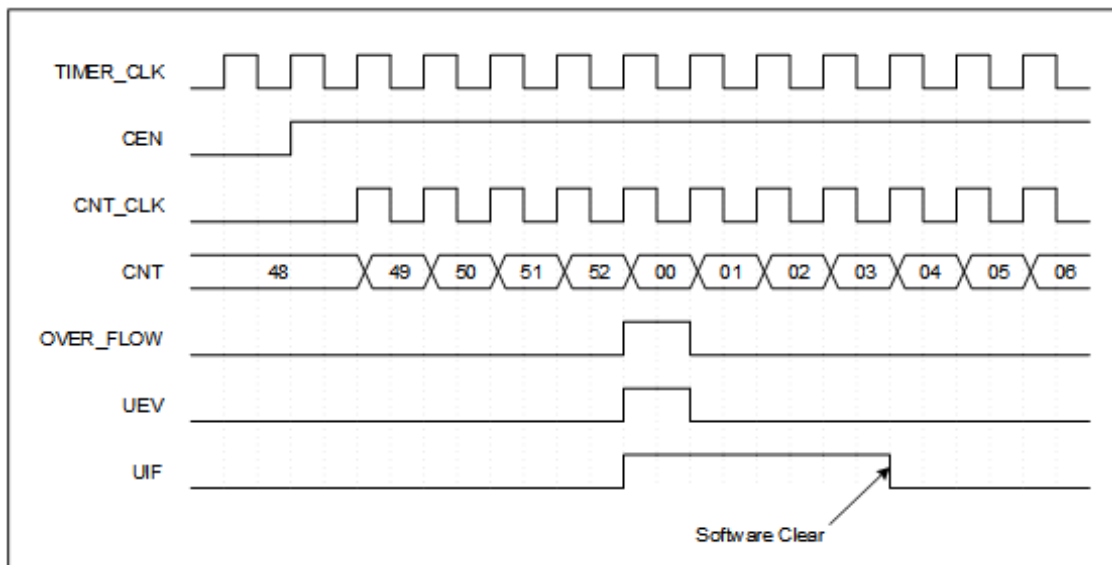 TIMER_CLK
CEN
CNT_CLK
CNT 48 49 50 51 52 00 01 02 03 04 05 06
OVER_FLOW
UEV
UIF
Software Clear